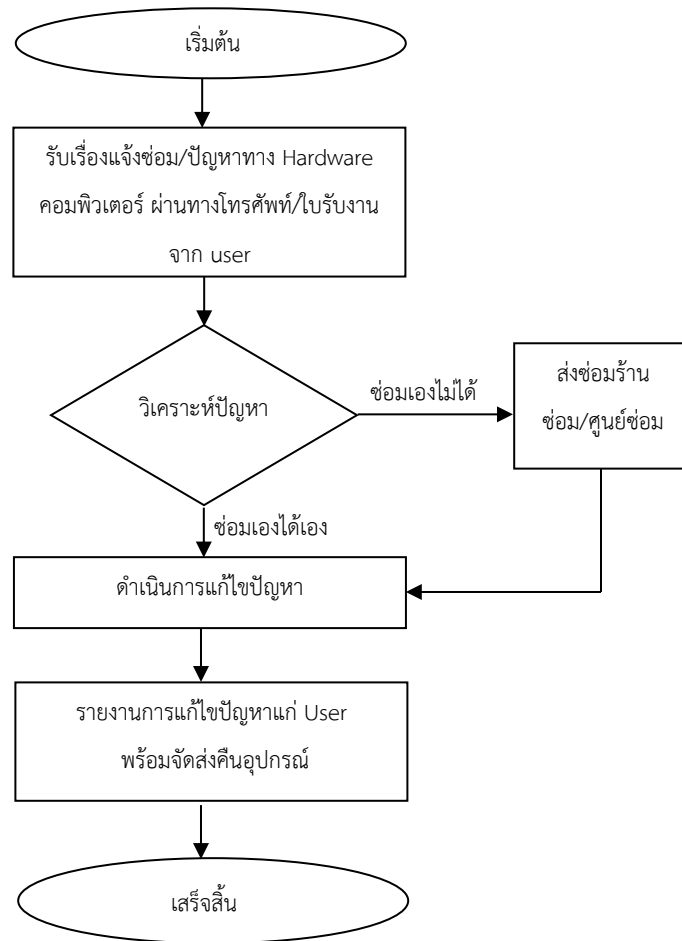 เริ่มต้น
รับเรื่องแจ้งซ่อม/ปัญหาทาง Hardware
คอมพิวเตอร์ ผ่านทางโทรศัพท์/ใบรับงาน
จาก user
วิเคราะห์ปัญหา
ซ่อมเองไม่ได้
ส่งซ่อมร้าน
ซ่อม/ศูนย์ซ่อม
ซ่อมเองได้เอง
ดำเนินการแก้ไขปัญหา
รายงานการแก้ไขปัญหาแก่ User
พร้อมจัดส่งคืนอุปกรณ์
เสร็จสิ้น